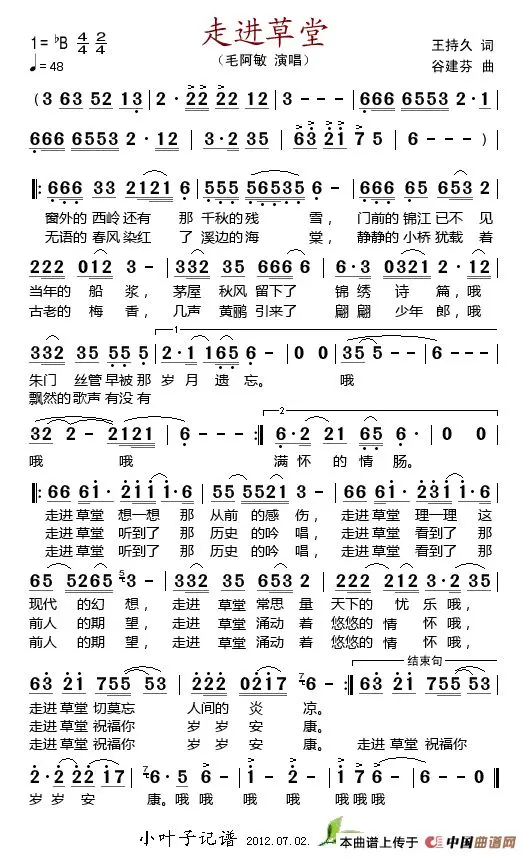 走进草堂
1=♭B 4/4 2/4
♩=48
（毛阿敏 演唱）
王持久 词
谷建芬 曲
（3 63 52 13 | 2·22 22 12 | 3 - - - | 666 6553 2·1
666 6553 2·12 | 3·2 35 | 63 21 75 | 6 - - - ）
‖: 666 33 2121 6 | 555 56535 6 - | 666 65 653 2
窗外的 西岭还有 那 千秋的残 雪， 门前的锦江已不 见
无语的 春风染红 了 溪边的海 棠， 静静的小桥犹载 着
222 012 3 - | 332 35 666 6 | 6·3 0321 2·12
当年的 船 桨， 茅屋 秋风 留下了 锦 绣 诗 篇，哦
古老的 梅 香， 几声 黄鹂 引来了 翩 翩 少年 郎，哦
1
332 35 55 5 | 2·1 165 6 - | 0 0 | 35 5 - -
朱门 丝管早被那 岁 月 遗 忘。 哦
飘然的歌声有没有
2
32 2- 2121 | 6 - - - :‖ 6·2 21 65 6· | 0 0
哦 哦 满 怀 的 情 肠。
‖: 66 61· 211 1·6 | 55 5521 3 - | 66 61· 231 1·6
走进 草堂 想一想 那 从前 的感 伤， 走进 草堂 理一理 这
走进 草堂 听到了 那 历史 的吟 唱， 走进 草堂 看到了 那
走进 草堂 听到了 那 历史 的吟 唱， 走进 草堂 看到了 那
65 5265 3 - | 332 35 32 2 | 222 212 3 - | 35
现代 的幻 想， 走进 草堂 常思 量 天下的 忧 乐 哦，
前人 的期 望， 走进 草堂 涌动 着 悠悠的 情 怀 哦，
前人 的期 望， 走进 草堂 涌动 着 悠悠的 情 怀 哦，
结束句
63 21 755 53 | 222 0217 6 - :‖ 63 21 755 53
走进 草堂 切莫忘 人间的 炎 凉。
走进 草堂 祝福你 岁 岁 安 康。
走进 草堂 祝福你 岁 岁 安 康。 走进 草堂 祝福你
2·2 22 17 | 6·5 6 6 - | 1 - 2 - | 1 7 6 6 - | 6 - - - ‖
岁 岁 安 康。哦 哦 哦 哦 哦哦哦
小叶子记谱 2012.07.02.
本曲谱上传于 中国曲谱网